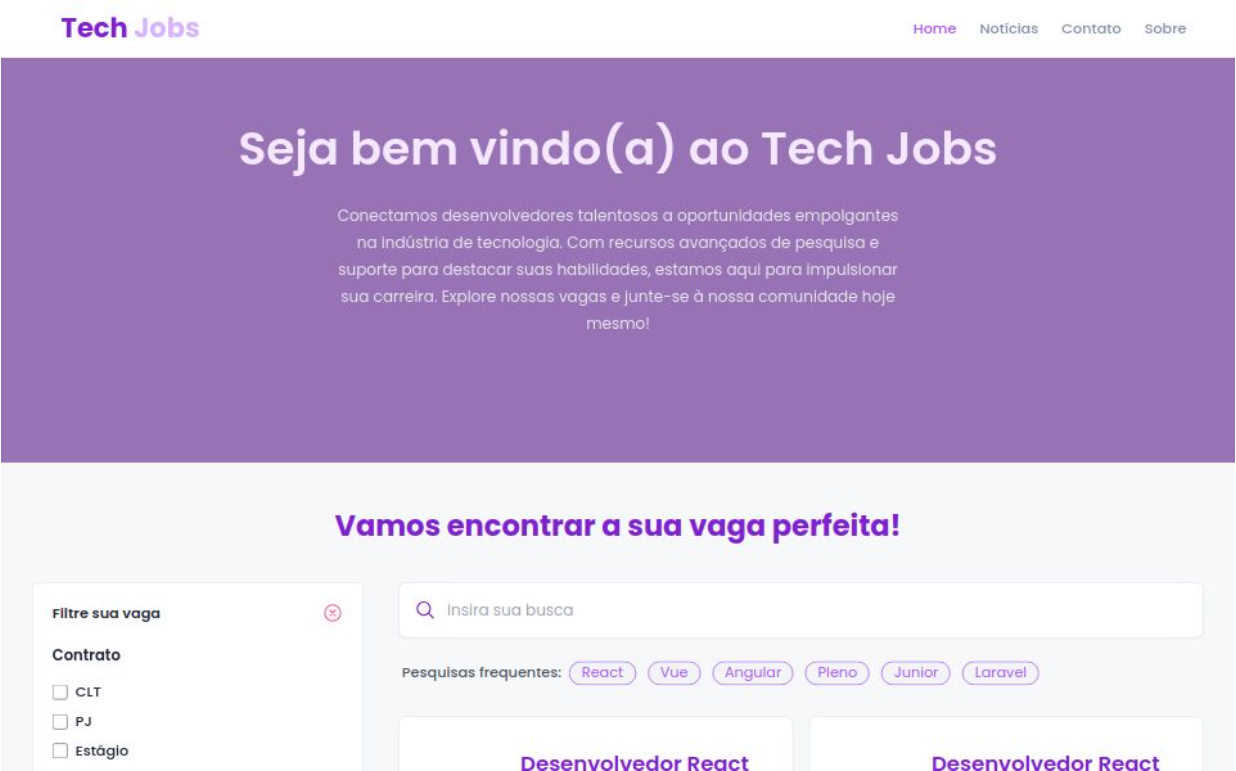 Tech Jobs
Home Notícias Contato Sobre
Seja bem vindo(a) ao Tech Jobs
Conectamos desenvolvedores talentosos a oportunidades empolgantes
na indústria de tecnologia. Com recursos avançados de pesquisa e
suporte para destacar suas habilidades, estamos aqui para impulsionar
sua carreira. Explore nossas vagas e junte-se à nossa comunidade hoje
mesmo!
Vamos encontrar a sua vaga perfeita!
Filtre sua vaga
Contrato
CLT
PJ
Estágio
Insira sua busca
Pesquisas frequentes: React Vue Angular Pleno Junior Laravel
Desenvolvedor React
Desenvolvedor React